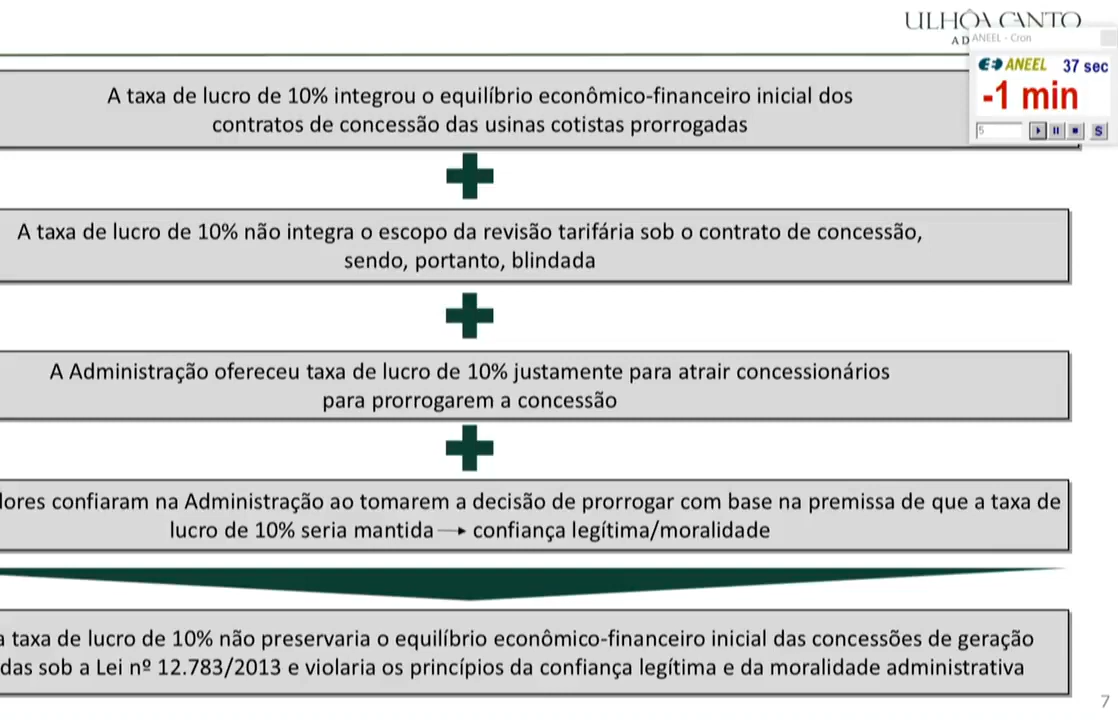 ULHÔA CANTO
ANEEL - Cron
ANEEL 37 sec
-1 min
5
S
A taxa de lucro de 10% integrou o equilíbrio econômico-financeiro inicial dos
contratos de concessão das usinas cotistas prorrogadas
A taxa de lucro de 10% não integra o escopo da revisão tarifária sob o contrato de concessão,
sendo, portanto, blindada
A Administração ofereceu taxa de lucro de 10% justamente para atrair concessionários
para prorrogarem a concessão
confiaram na Administração ao tomarem a decisão de prorrogar com base na premissa de que a taxa de
lucro de 10% seria mantida → confiança legítima/moralidade
taxa de lucro de 10% não preservaria o equilíbrio econômico-financeiro inicial das concessões de geração
sob a Lei nº 12.783/2013 e violaria os princípios da confiança legítima e da moralidade administrativa
7